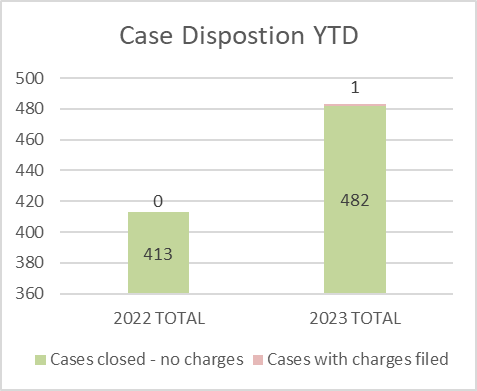 Case Dispostion YTD
500
480
460
440
420
400
380
360
0
413
1
482
2022 TOTAL
2023 TOTAL
Cases closed - no charges
Cases with charges filed